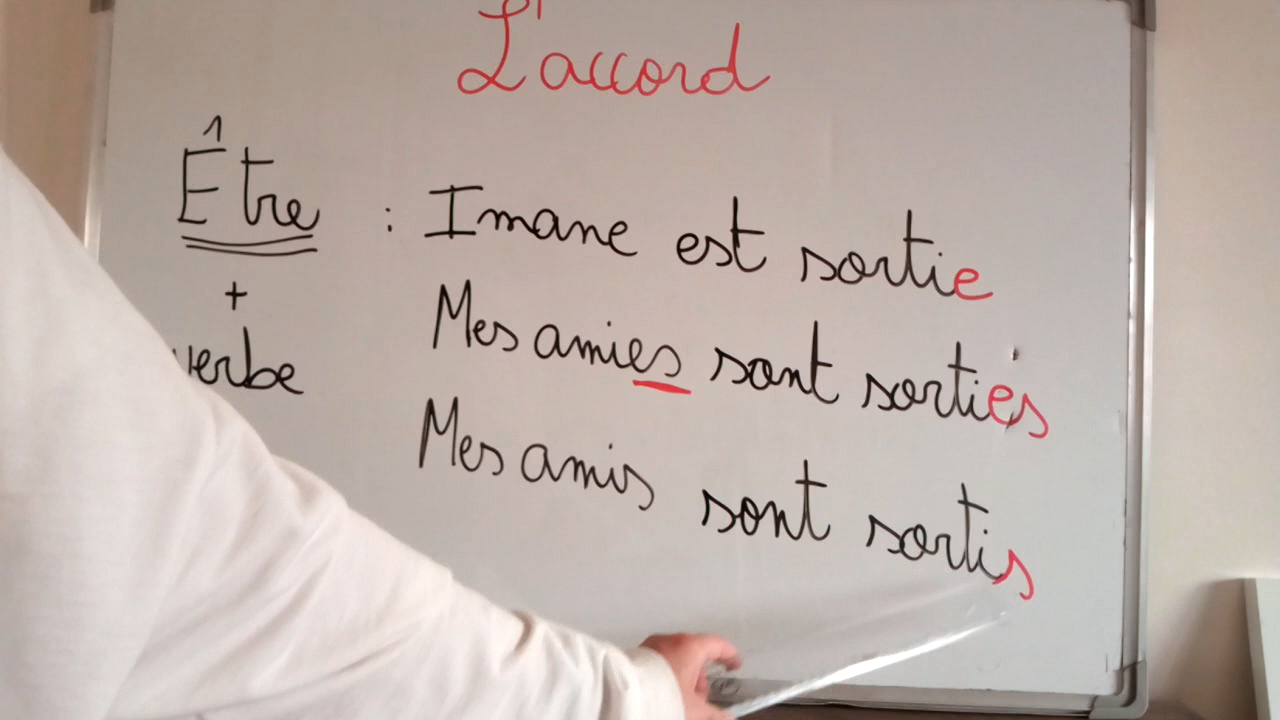 L'accord
Être : Imane est sortie
+
Mes amies sont sorties
verbe
Mes amis sont sortis